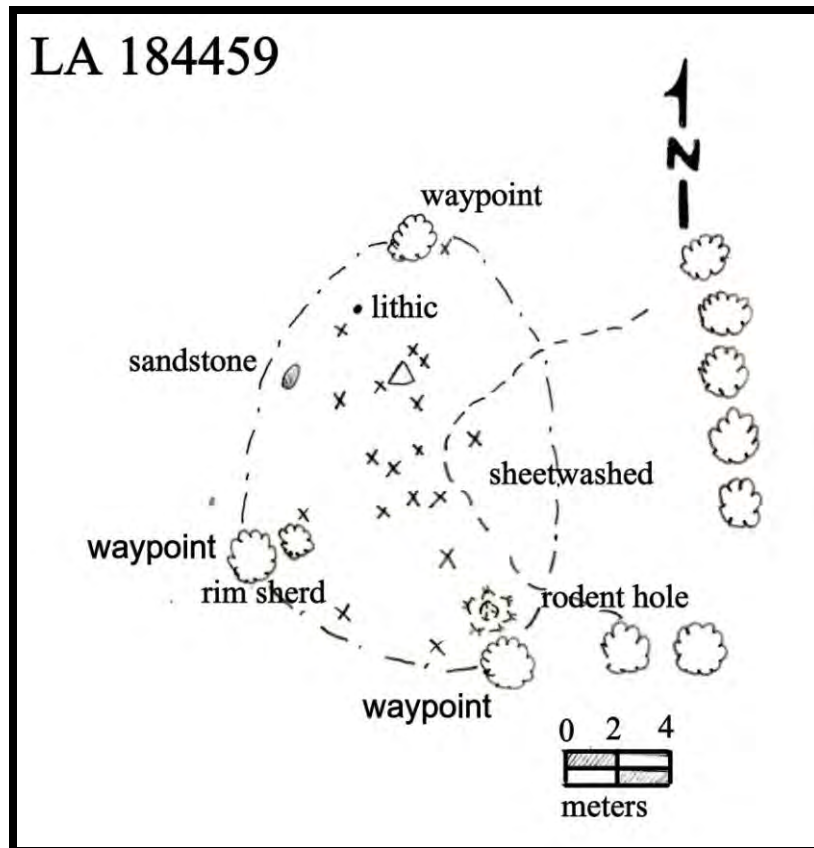 LA 184459
N
waypoint
lithic
sandstone
sheetwashed
waypoint
rim sherd
rodent hole
waypoint
0 2 4
meters